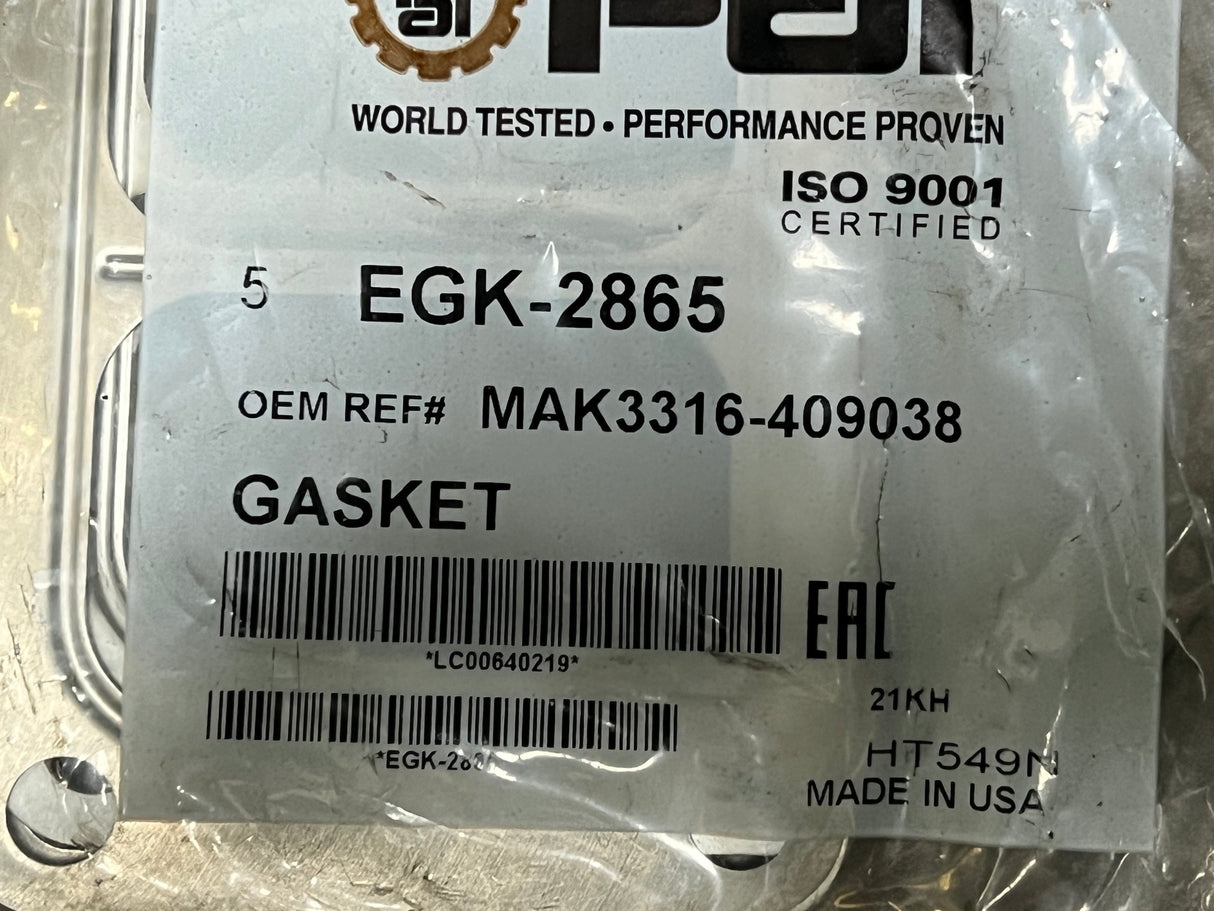 PAI
WORLD TESTED • PERFORMANCE PROVEN
ISO 9001
CERTIFIED
5 EGK-2865
OEM REF# MAK3316-409038
GASKET
*LC00640219*
EAC
21KH
HT549N
MADE IN USA